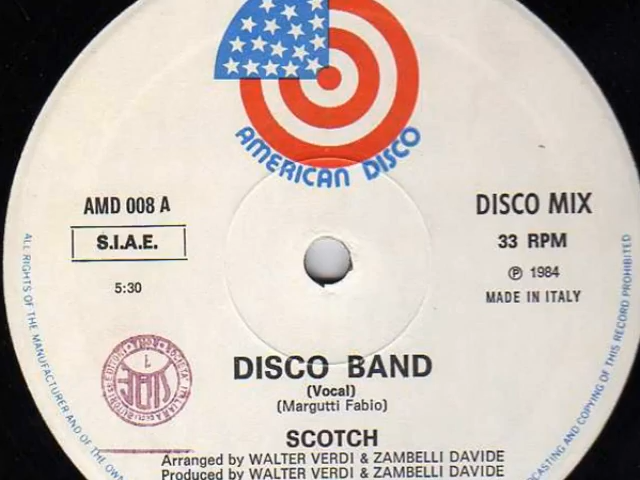 AMERICAN DISCO
AMD 008 A
S.I.A.E.
5:30
DISCO MIX
33 RPM
℗ 1984
MADE IN ITALY
DISCO BAND
(Vocal)
(Margutti Fabio)
SCOTCH
Arranged by WALTER VERDI & ZAMBELLI DAVIDE
Produced by WALTER VERDI & ZAMBELLI DAVIDE
ALL RIGHTS OF THE MANUFACTURER AND OF THE OWN
CASTING AND COPYING OF THIS RECORD PROHIBITED
SIAE